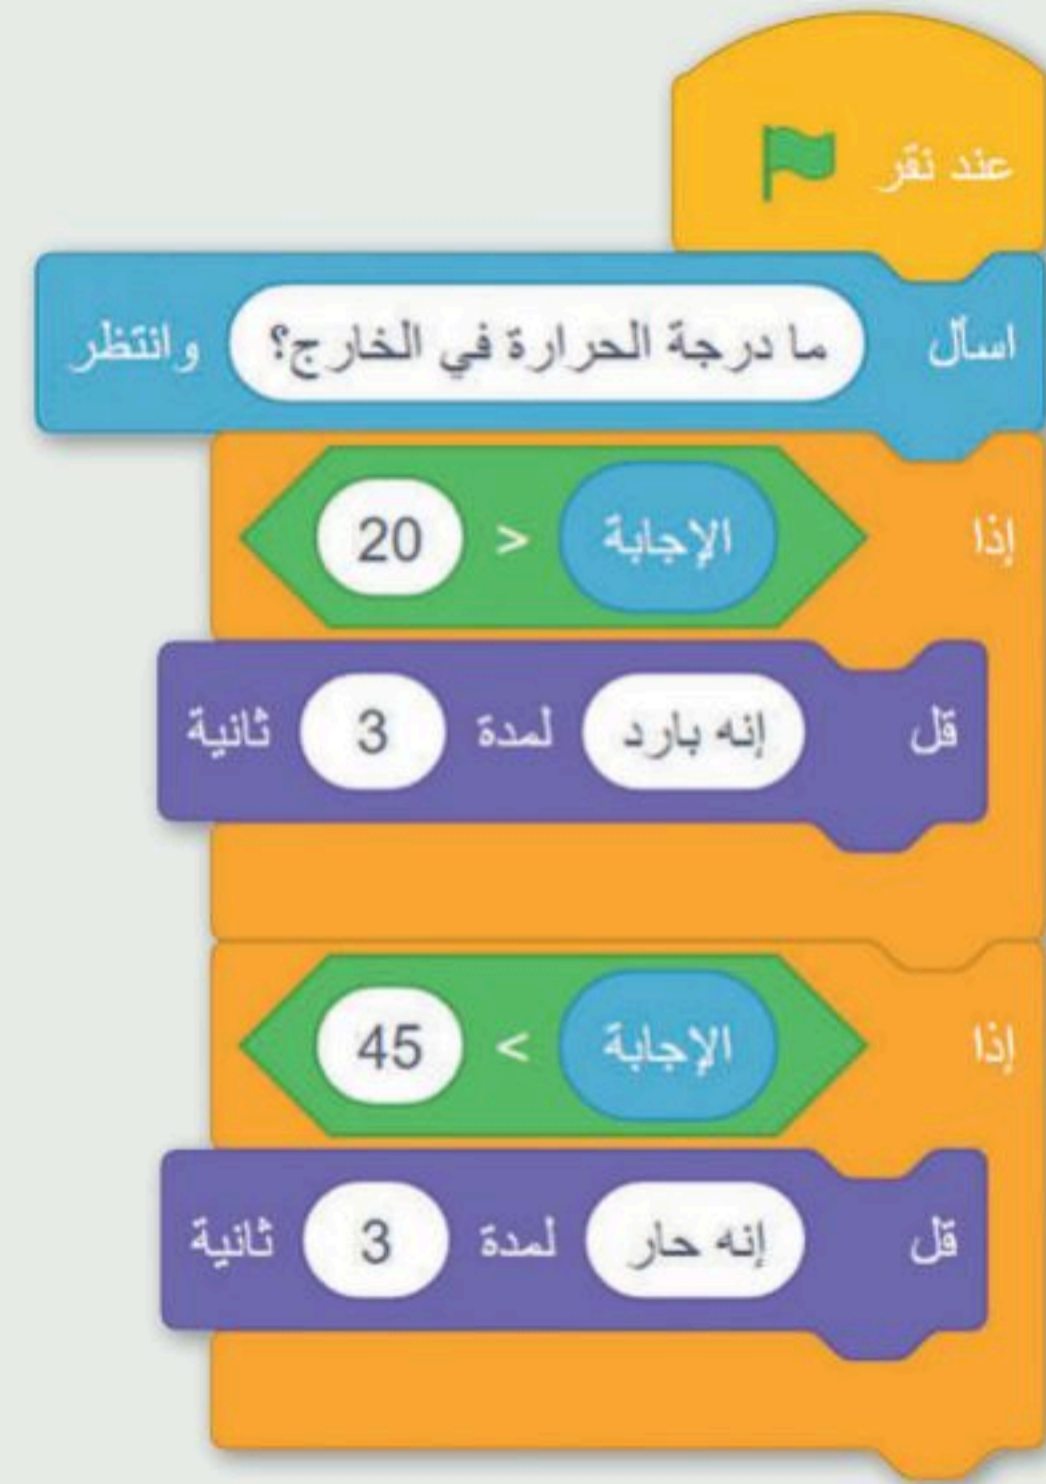 عند نقر
اسأل ما درجة الحرارة في الخارج؟ وانتظر
إذا الإجابة < 20
قل إنه بارد لمدة 3 ثانية
إذا الإجابة > 45
قل إنه حار لمدة 3 ثانية